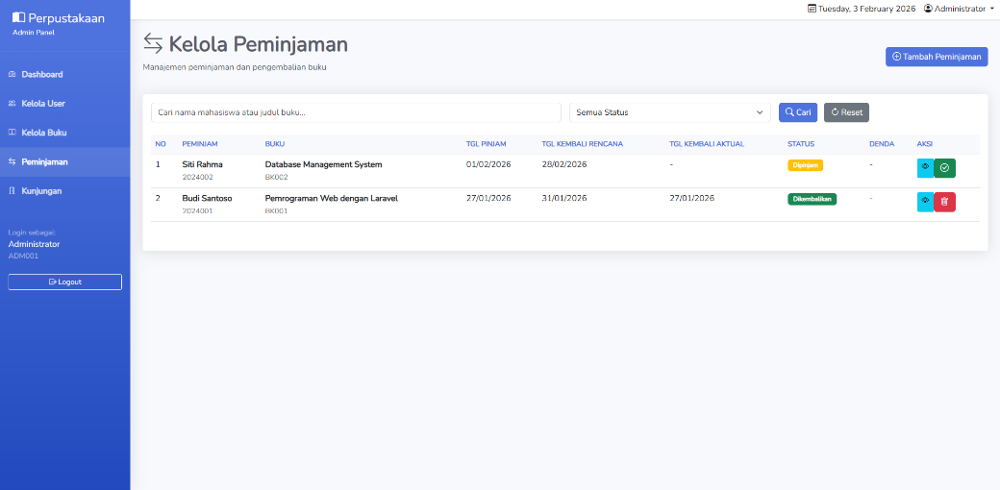 Perpustakaan
Admin Panel
Dashboard
Kelola User
Kelola Buku
Peminjaman
Kunjungan
Login sebagai:
Administrator
ADM001
Logout
Tuesday, 3 February 2026 Administrator
Kelola Peminjaman
Manajemen peminjaman dan pengembalian buku
Tambah Peminjaman
Cari nama mahasiswa atau judul buku... Semua Status Cari Reset
NO PEMINJAM BUKU TGL PINJAM TGL KEMBALI RENCANA TGL KEMBALI AKTUAL STATUS DENDA AKSI
1 Siti Rahma Database Management System 01/02/2026 28/02/2026 - Dipinjam -
2024002 BK002
2 Budi Santoso Pemrograman Web dengan Laravel 27/01/2026 31/01/2026 27/01/2026 Dikembalikan -
2024001 BK001